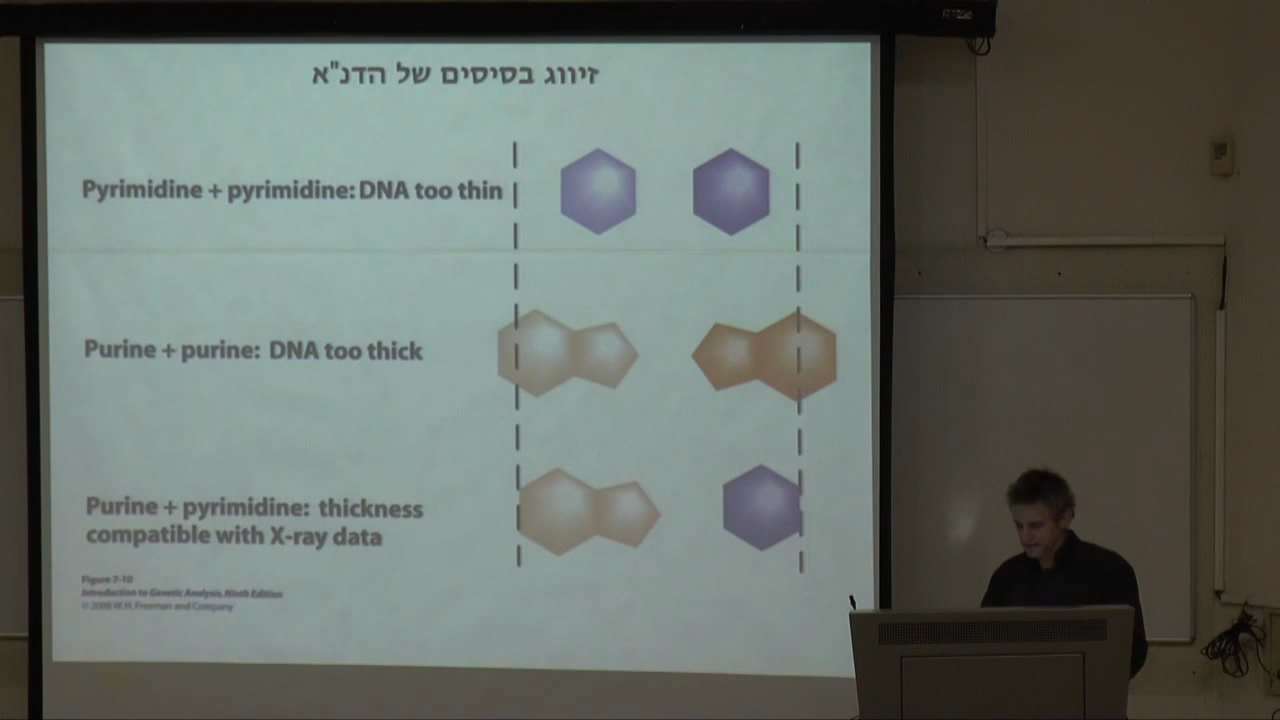 זיווג בסיסים של הדנ"א
Pyrimidine + pyrimidine: DNA too thin
Purine + purine: DNA too thick
Purine + pyrimidine: thickness
compatible with X-ray data
Figure 7-10
Introduction to Genetic Analysis, Ninth Edition
© 2008 W. H. Freeman and Company